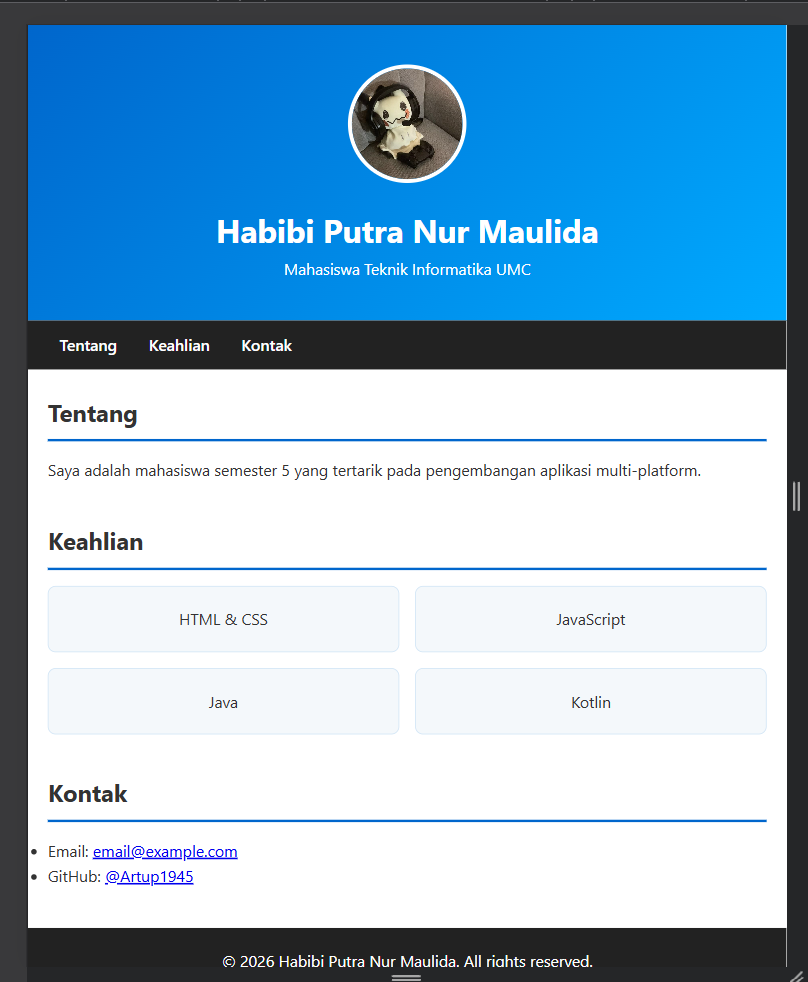 Habibi Putra Nur Maulida
Mahasiswa Teknik Informatika UMC
Tentang Keahlian Kontak
Tentang
Saya adalah mahasiswa semester 5 yang tertarik pada pengembangan aplikasi multi-platform.
Keahlian
HTML & CSS JavaScript
Java Kotlin
Kontak
• Email: email@example.com
• GitHub: @Artup1945
© 2026 Habibi Putra Nur Maulida. All rights reserved.